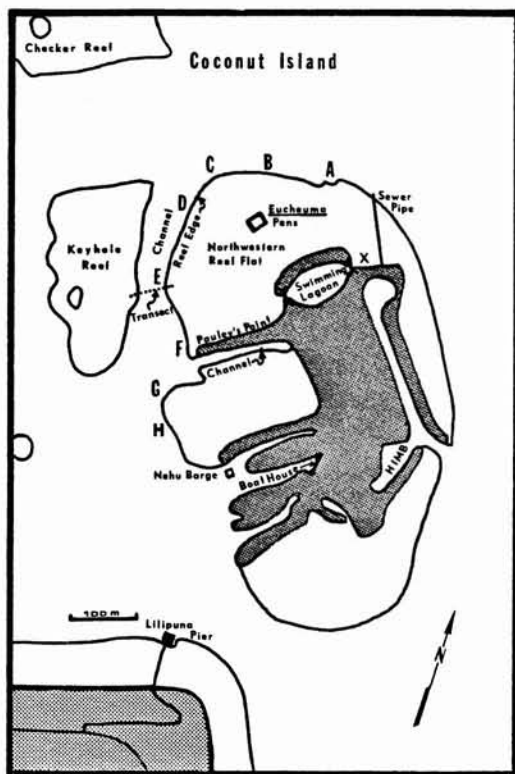 Checker Reef
Coconut Island
C
B
A
D
Channel
Reef Edge
Sewer
Pipe
Eucheuma
Pens
Keyhole
Reef
Northwestern
Reef Flat
E
X
Swimming
Lagoon
Transect
Pauley's Point
F
Channel
G
H
HIMB
Nehu Barge
Boat House
100 m
Lilipuna
Pier
N